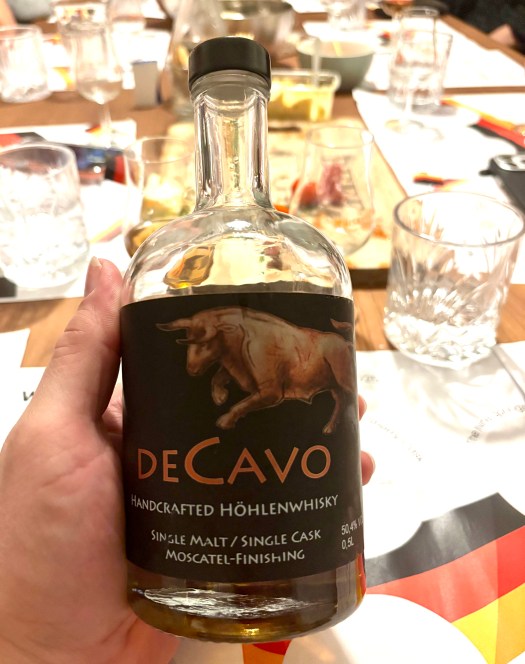 DECAVO
HANDCRAFTED HÖHLENWHISKY
SINGLE MALT / SINGLE CASK
MOSCATEL-FINISHING
50,4%
0,5L